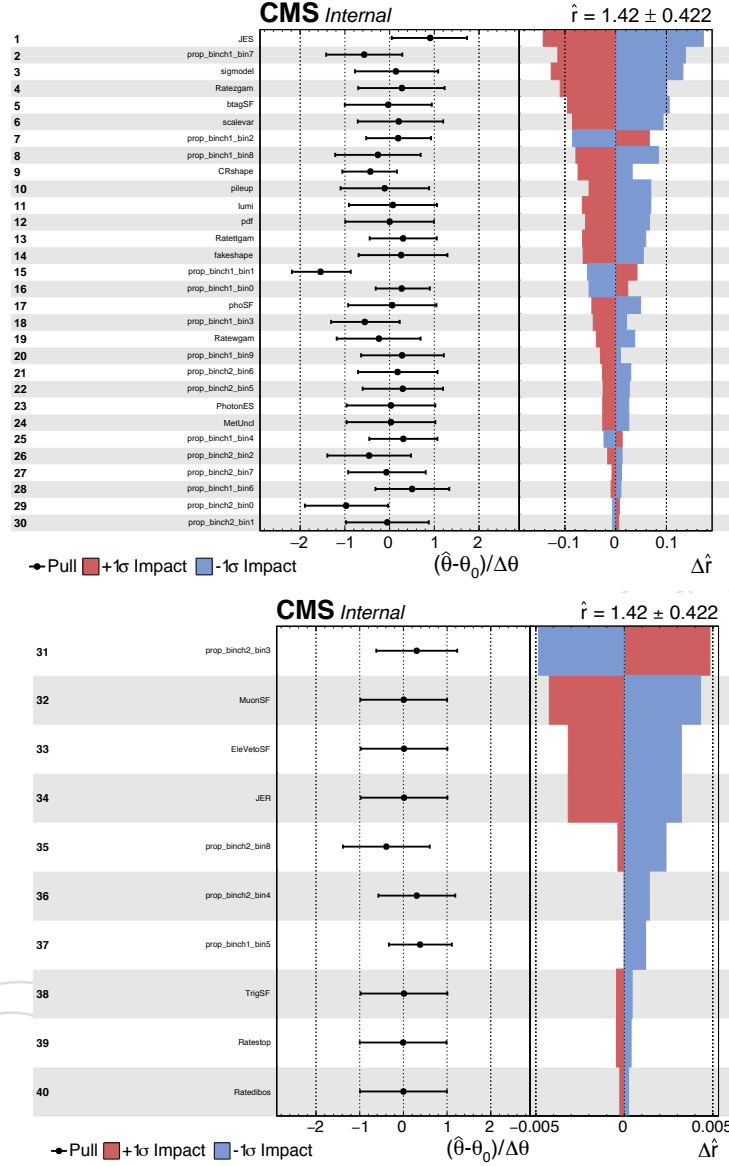 CMS Internal r̂ = 1.42 ± 0.422
1 JES
2 prop_binch1_bin7
3 sigmodel
4 Ratezgam
5 btagSF
6 scalevar
7 prop_binch1_bin2
8 prop_binch1_bin8
9 CRshape
10 pileup
11 lumi
12 pdf
13 Ratettgam
14 fakeshape
15 prop_binch1_bin1
16 prop_binch1_bin0
17 phoSF
18 prop_binch1_bin3
19 Ratewgam
20 prop_binch1_bin9
21 prop_binch2_bin6
22 prop_binch2_bin5
23 PhotonES
24 MetUncl
25 prop_binch1_bin4
26 prop_binch2_bin2
27 prop_binch2_bin7
28 prop_binch1_bin6
29 prop_binch2_bin0
30 prop_binch2_bin1
−2 −1 0 1 2 −0.1 0 0.1
Pull +1σ Impact -1σ Impact (θ̂-θ₀)/Δθ Δr̂
CMS Internal r̂ = 1.42 ± 0.422
31 prop_binch2_bin3
32 MuonSF
33 EleVetoSF
34 JER
35 prop_binch2_bin8
36 prop_binch2_bin4
37 prop_binch1_bin5
38 TrigSF
39 Ratestop
40 Ratedibos
−2 −1 0 1 2 −0.005 0 0.005
Pull +1σ Impact -1σ Impact (θ̂-θ₀)/Δθ Δr̂